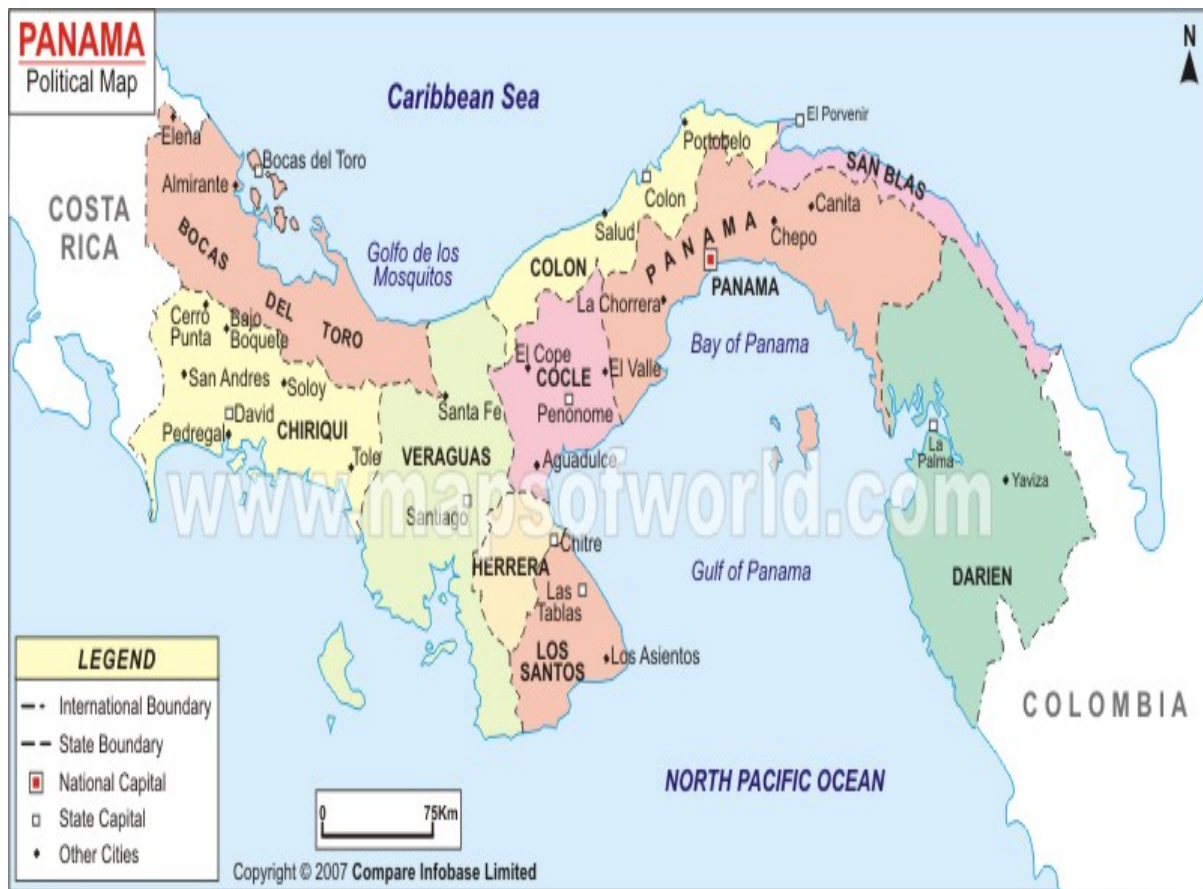 PANAMA
Political Map
N
Caribbean Sea
El Porvenir
Elena
Portobelo
Bocas del Toro
SAN BLAS
Almirante
Colon
COSTA
RICA
Canita
BOCAS
Salud
PANAMA
Chepo
Golfo de los
Mosquitos
COLON
PANAMA
La Chorrera
DEL
TORO
Cerro
Punta
Bajo
Boquete
Bay of Panama
El Cope
El Valle
COCLE
San Andres
Soloy
Penonome
Santa Fe
David
Pedregal
CHIRIQUI
La
Palma
Tole
VERAGUAS
Aguadulce
Yaviza
www.mapsofworld.com
Santiago
Chitre
HERRERA
Gulf of Panama
DARIEN
Las
Tablas
LOS
SANTOS
Los Asientos
LEGEND
International Boundary
State Boundary
National Capital
State Capital
Other Cities
COLOMBIA
NORTH PACIFIC OCEAN
0 75Km
Copyright © 2007 Compare Infobase Limited